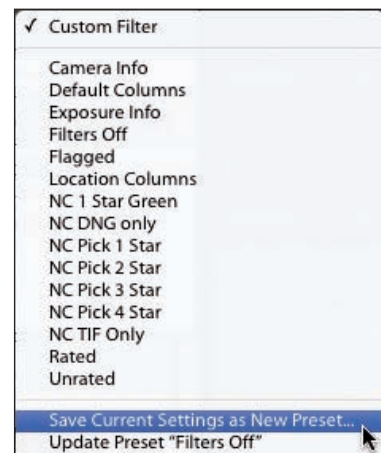 ✓ Custom Filter
Camera Info
Default Columns
Exposure Info
Filters Off
Flagged
Location Columns
NC 1 Star Green
NC DNG only
NC Pick 1 Star
NC Pick 2 Star
NC Pick 3 Star
NC Pick 4 Star
NC TIF Only
Rated
Unrated
Save Current Settings as New Preset...
Update Preset “Filters Off”